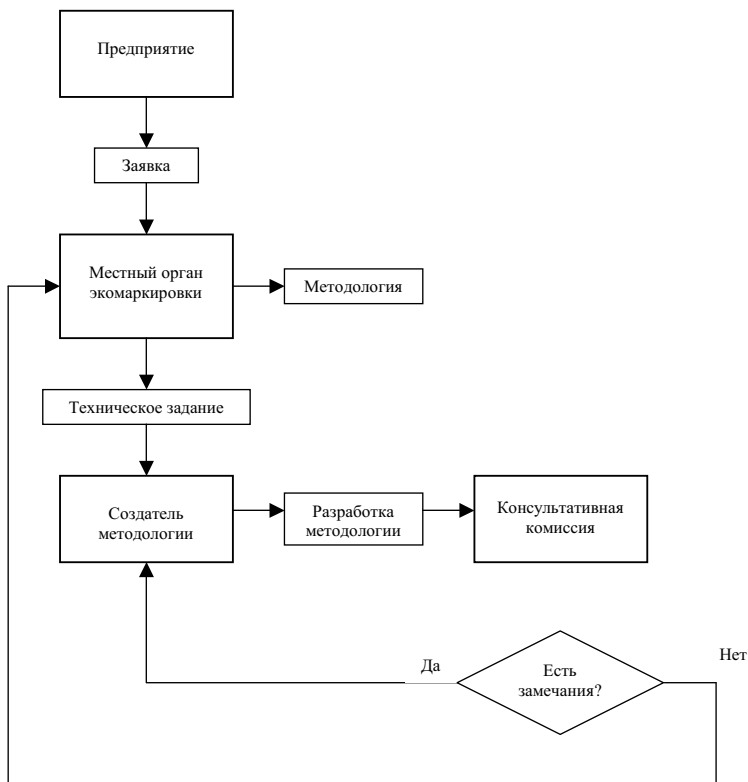 Предприятие
Заявка
Местный орган
экомаркировки
Методология
Техническое задание
Создатель
методологии
Разработка
методологии
Консультативная
комиссия
Да
Есть
замечания?
Нет